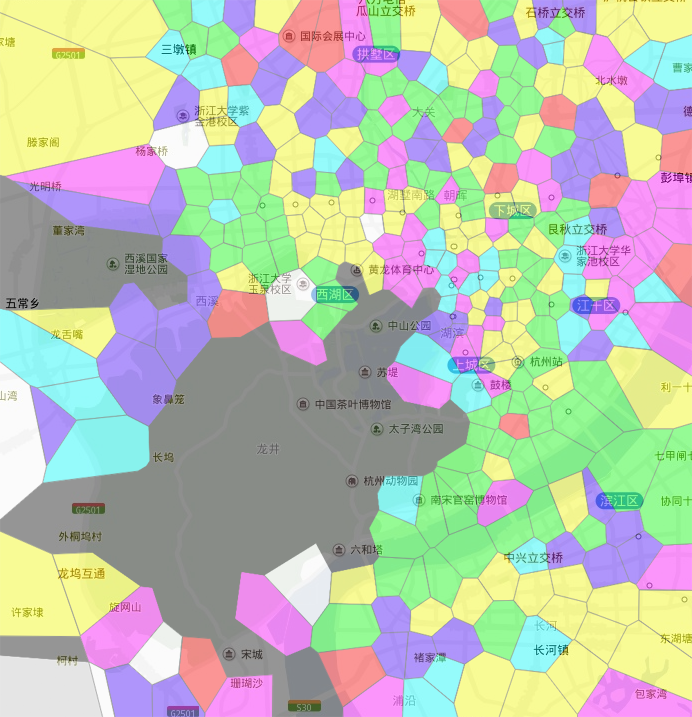 瓜山立交桥
石桥立交桥
国际会展中心
三墩镇
拱墅区
G2501
曹家
北水墩
浙江大学紫
金港校区
大关
滕家阁
杨家桥
光明桥
彭埠镇
湖墅南路
朝晖
下城区
董家湾
艮秋立交桥
西溪国家
湿地公园
浙江大学华
家池校区
黄龙体育中心
浙江大学
玉泉校区
西湖区
五常乡
西溪
江干区
中山公园
龙舌嘴
湖滨
上城区
杭州站
苏堤
鼓楼
利一十
象鼻笼
中国茶叶博物馆
太子湾公园
龙井
长坞
七甲闸十
杭州动物园
南宋官窑博物馆
滨江区
协同十
G2501
外桐坞村
六和塔
中兴立交桥
龙坞互通
许家埭
旋网山
长河
东湖塘
长河镇
宋城
褚家潭
柯村
珊瑚沙
浦沿
包家湾
G2501
S30